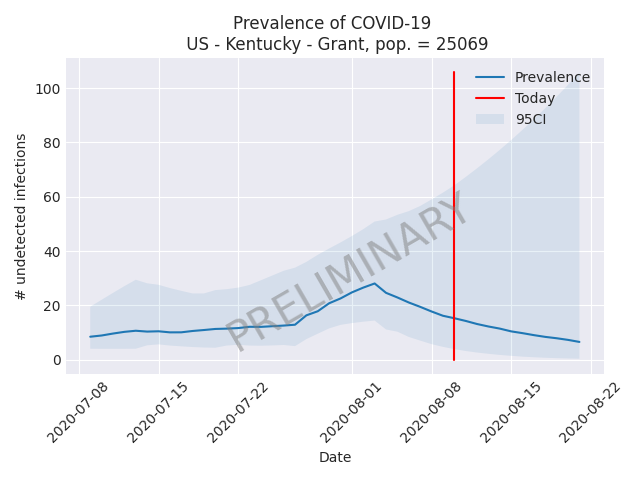 Prevalence of COVID-19
US - Kentucky - Grant, pop. = 25069
# undetected infections
100
80
60
40
20
0
Prevalence
Today
95CI
PRELIMINARY
2020-07-08
2020-07-15
2020-07-22
2020-08-01
2020-08-08
2020-08-15
2020-08-22
Date